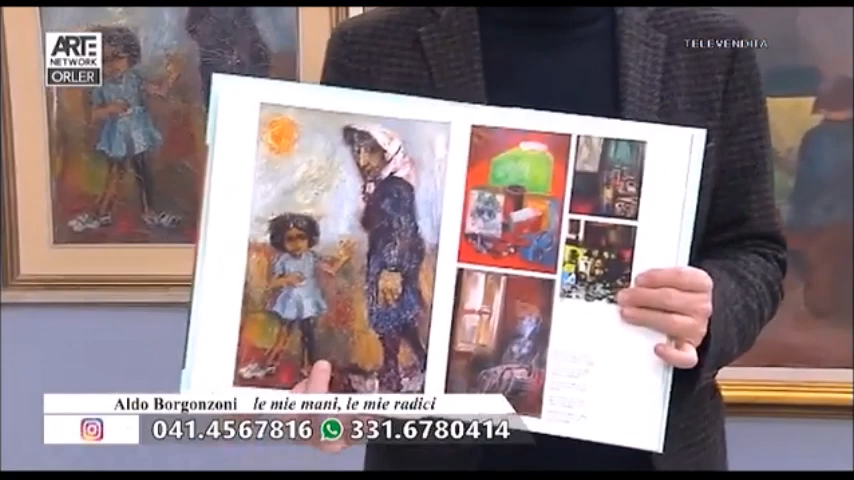 ARTE
NETWORK
ORLER
TELEVENDITA
Aldo Borgonzoni le mie mani, le mie radici
041.4567816 331.6780414